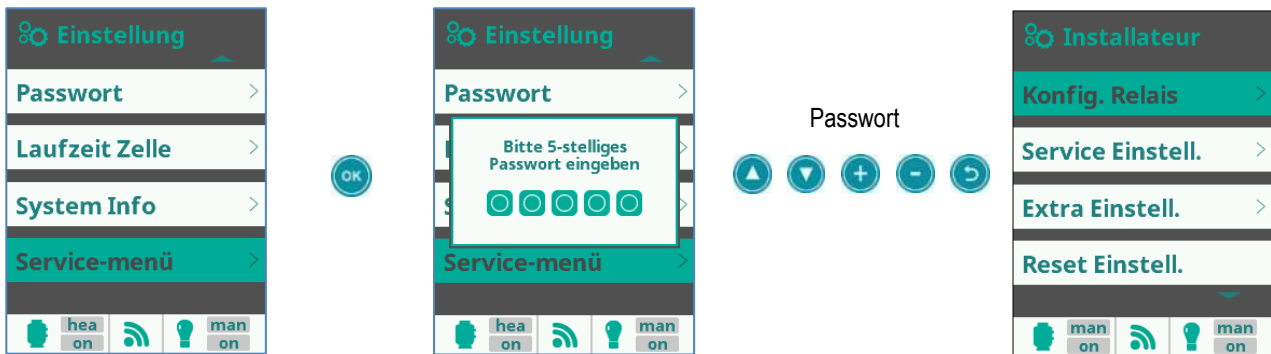 Einstellung
Passwort
Laufzeit Zelle
System Info
Service-menü
hea
on
man
on
OK
Einstellung
Passwort
Bitte 5-stelliges
Passwort eingeben
Service-menü
hea
on
man
on
Passwort
Installateur
Konfig. Relais
Service Einstell.
Extra Einstell.
Reset Einstell.
man
on
man
on